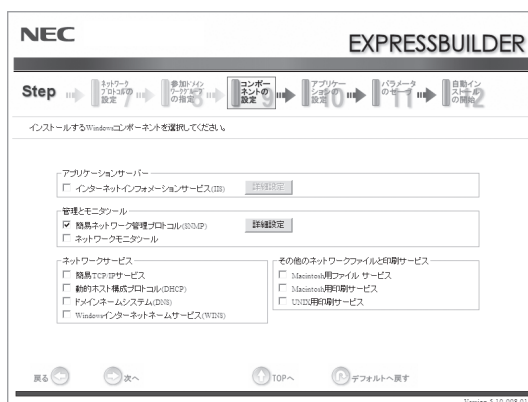 NEC
EXPRESSBUILDER
Step
ネットワーク
プロトコルの
設定 7
参加ドメイン
ワークグループ
の指定 8
コンポー
ネントの
設定 9
アプリケー
ションの
設定 10
パラメータ
のセーブ 11
自動イン
ストール
の開始 12
インストールするWindowsコンポーネントを選択してください。
アプリケーションサーバー
インターネットインフォメーションサービス(IIS)
詳細設定
管理とモニタツール
簡易ネットワーク管理プロトコル(SNMP)
詳細設定
ネットワークモニタツール
ネットワークサービス
簡易TCP/IPサービス
動的ホスト構成プロトコル(DHCP)
ドメインネームシステム(DNS)
Windowsインターネットネームサービス(WINS)
その他のネットワークファイルと印刷サービス
Macintosh用ファイル サービス
Macintosh用印刷サービス
UNIX用印刷サービス
戻る
次へ
TOPへ
デフォルトへ戻す